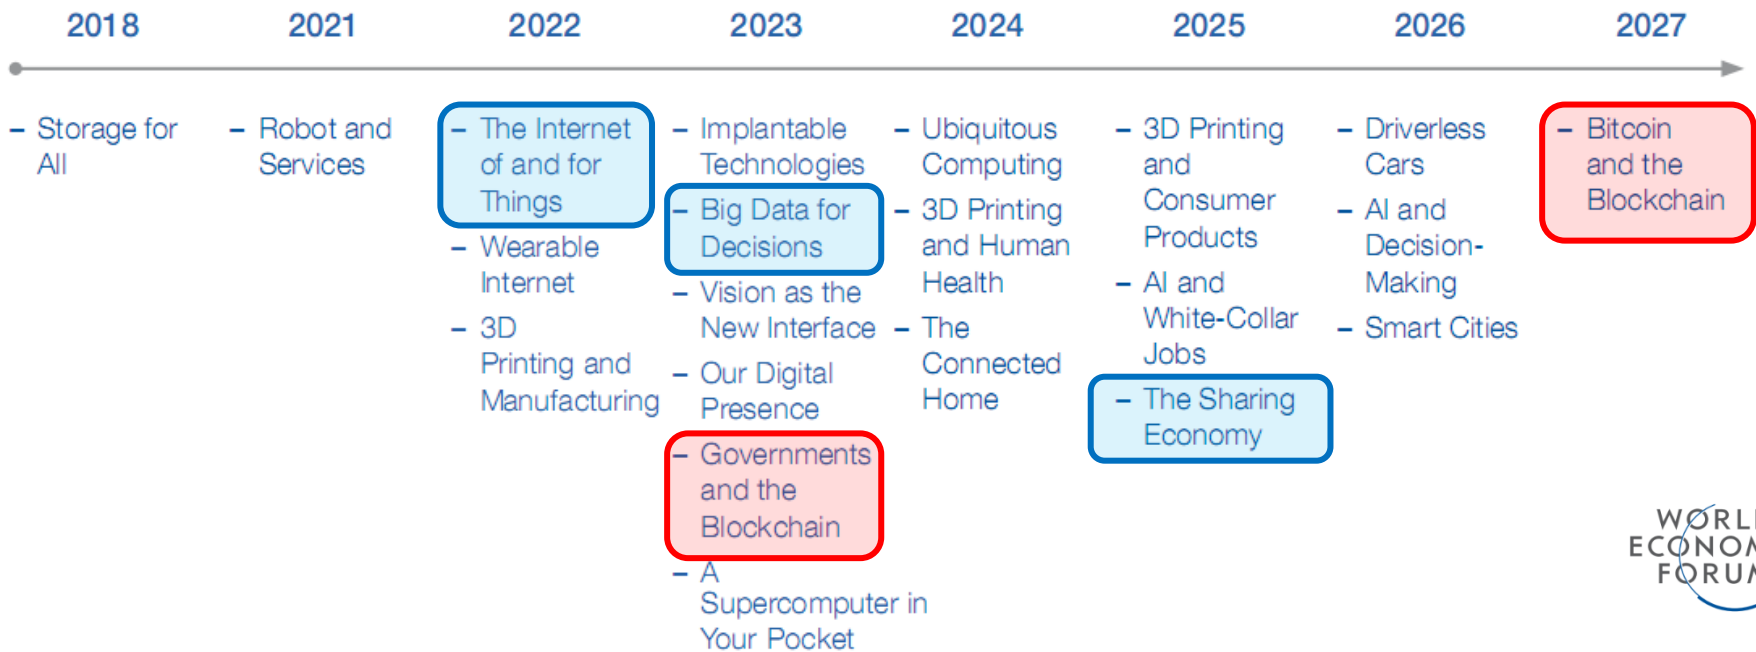 2018 2021 2022 2023 2024 2025 2026 2027
– Storage for
All
– Robot and
Services
– The Internet
of and for
Things
– Wearable
Internet
– 3D
Printing and
Manufacturing
– Implantable
Technologies
– Big Data for
Decisions
– Vision as the
New Interface
– Our Digital
Presence
– Governments
and the
Blockchain
– A
Supercomputer in
Your Pocket
– Ubiquitous
Computing
– 3D Printing
and Human
Health
– The
Connected
Home
– 3D Printing
and
Consumer
Products
– AI and
White-Collar
Jobs
– The Sharing
Economy
– Driverless
Cars
– AI and
Decision-
Making
– Smart Cities
– Bitcoin
and the
Blockchain
WORL
ECONOM
FORUM